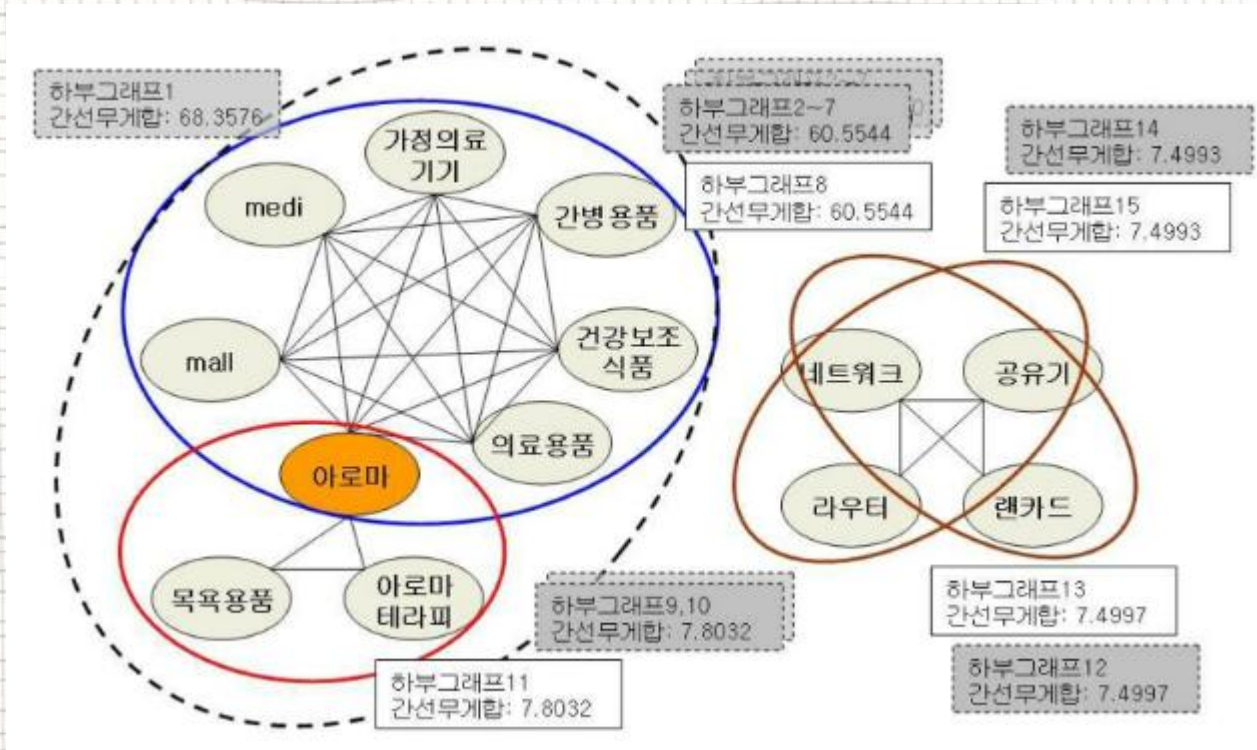 하부그래프1
간선무게합: 68.3576
하부그래프2~7
간선무게합: 60.5544
하부그래프8
간선무게합: 60.5544
하부그래프14
간선무게합: 7.4993
하부그래프15
간선무게합: 7.4993
가정의료
기기
medi
간병용품
mall
건강보조
식품
의료용품
아로마
목욕용품
아로마
테라피
네트워크
공유기
라우터
랜카드
하부그래프9,10
간선무게합: 7.8032
하부그래프11
간선무게합: 7.8032
하부그래프13
간선무게합: 7.4997
하부그래프12
간선무게합: 7.4997